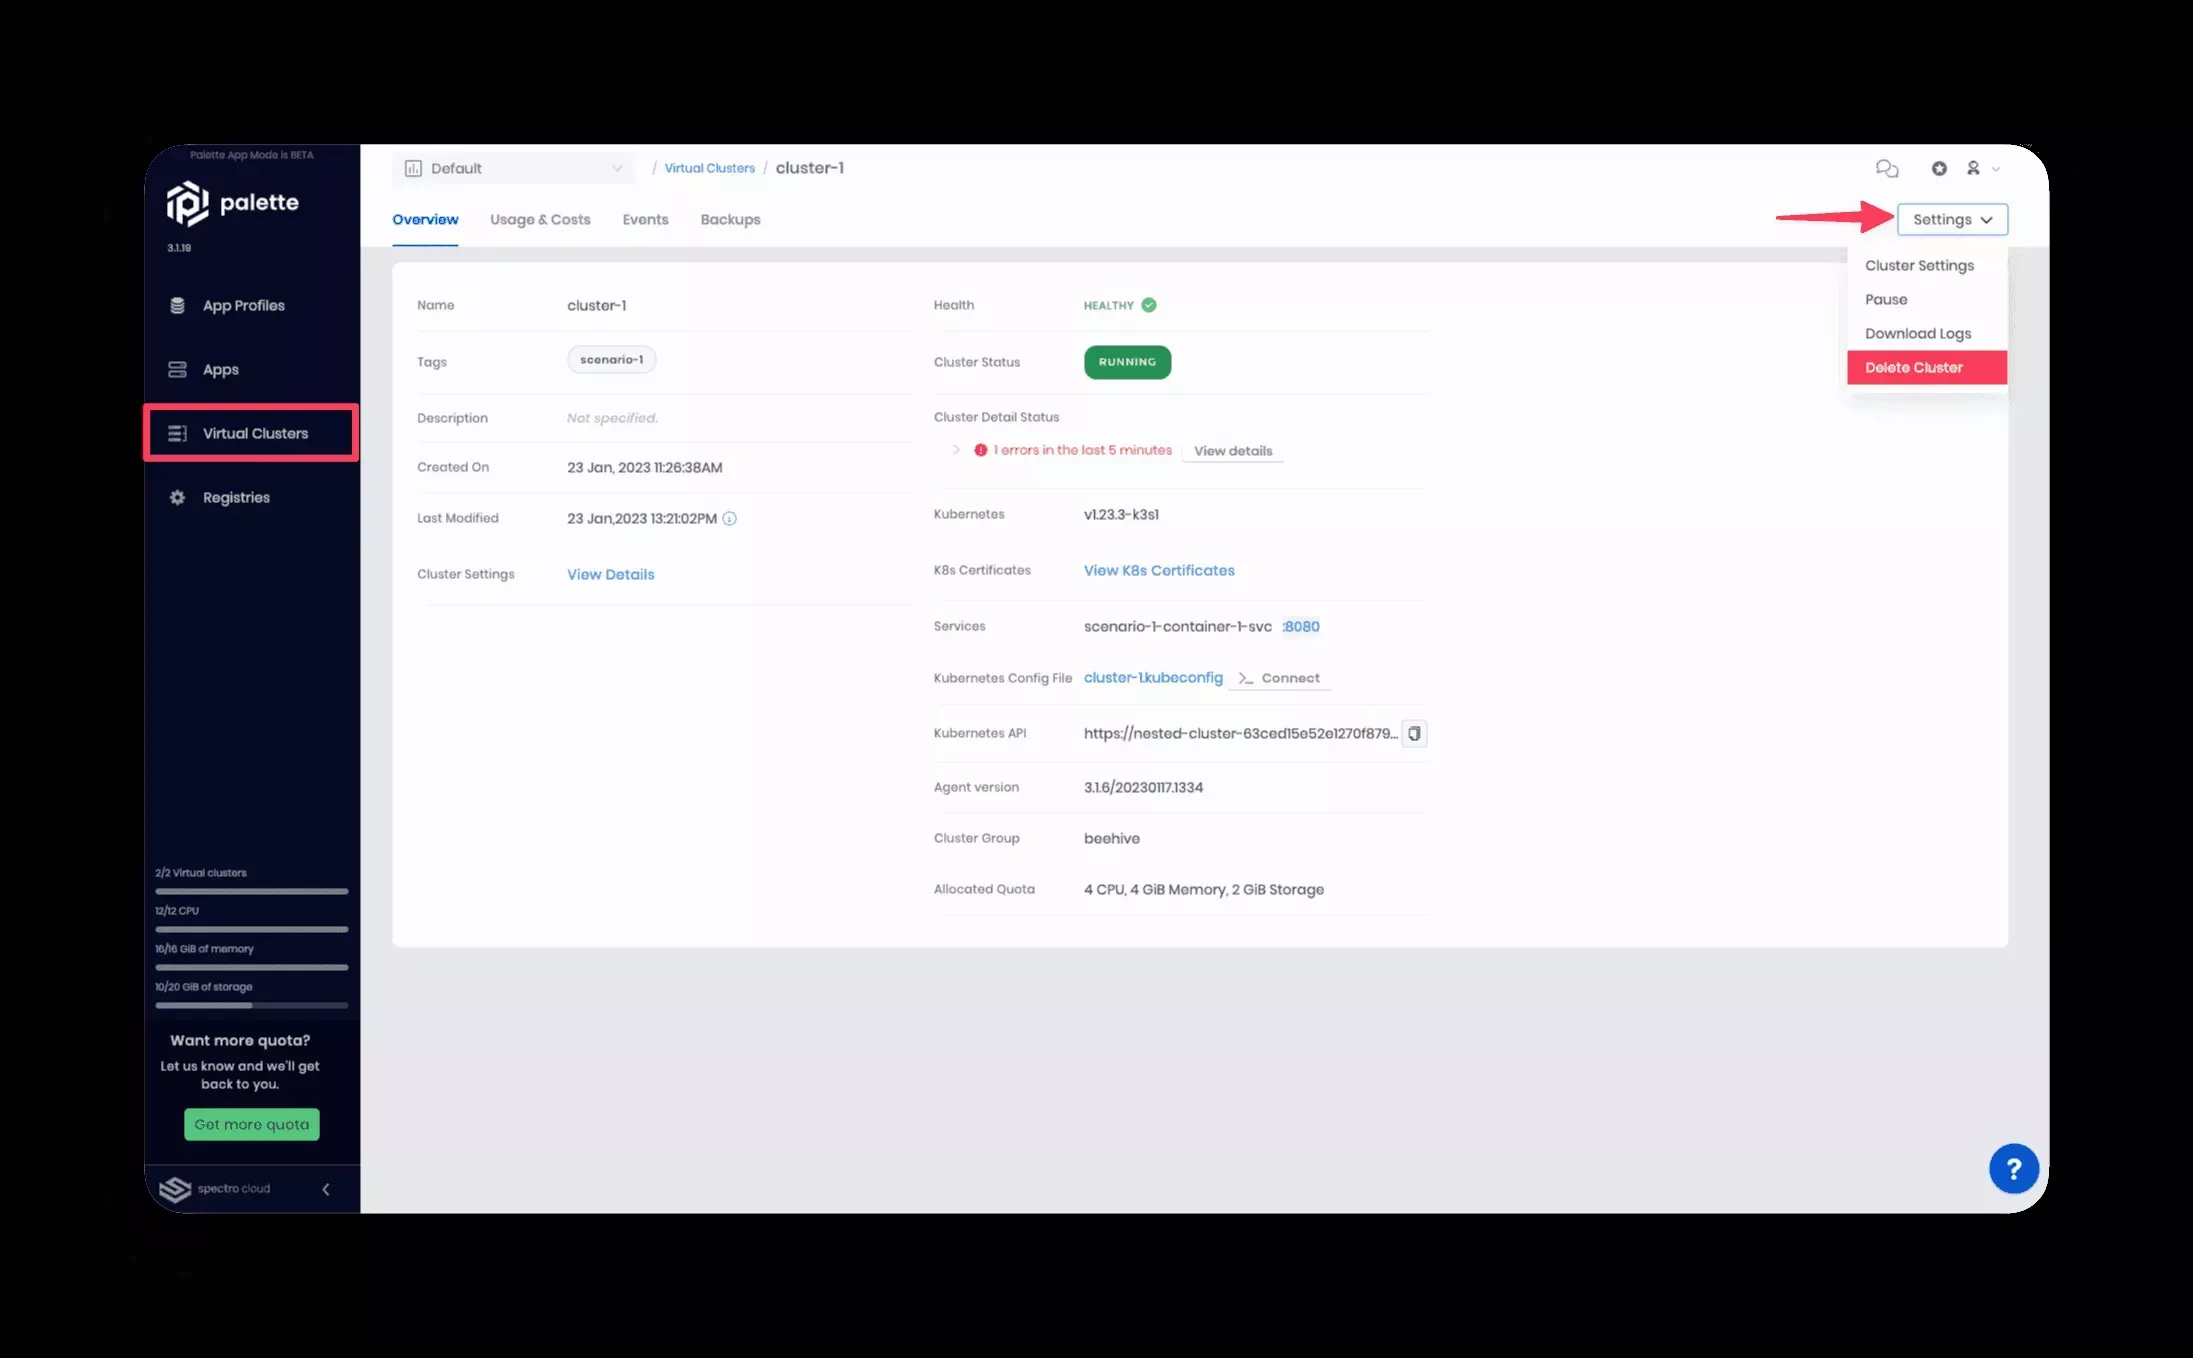 Palette App Mode is BETA
palette
3.1.19
App Profiles
Apps
Virtual Clusters
Registries
2/2 Virtual clusters
12/12 CPU
16/16 GiB of memory
10/20 GiB of storage
Want more quota?
Let us know and we'll get
back to you.
Get more quota
spectro cloud
Default
/ Virtual Clusters / cluster-1
Overview Usage & Costs Events Backups
Settings
Cluster Settings
Pause
Download Logs
Delete Cluster
Name cluster-1
Tags scenario-1
Description Not specified.
Created On 23 Jan, 2023 11:26:38AM
Last Modified 23 Jan,2023 13:21:02PM
Cluster Settings View Details
Health HEALTHY
Cluster Status RUNNING
Cluster Detail Status
1 errors in the last 5 minutes View details
Kubernetes v1.23.3-k3s1
K8s Certificates View K8s Certificates
Services scenario-1-container-1-svc :8080
Kubernetes Config File cluster-1.kubeconfig >_ Connect
Kubernetes API https://nested-cluster-63ced15e52e1270f879...
Agent version 3.1.6/20230117.1334
Cluster Group beehive
Allocated Quota 4 CPU, 4 GiB Memory, 2 GiB Storage
?